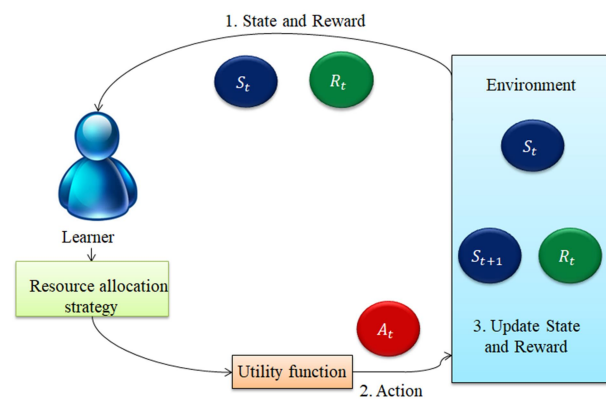 1. State and Reward
S_t
R_t
Environment
S_t
S_{t+1}
R_t
3. Update State
and Reward
Learner
Resource allocation
strategy
A_t
Utility function
2. Action